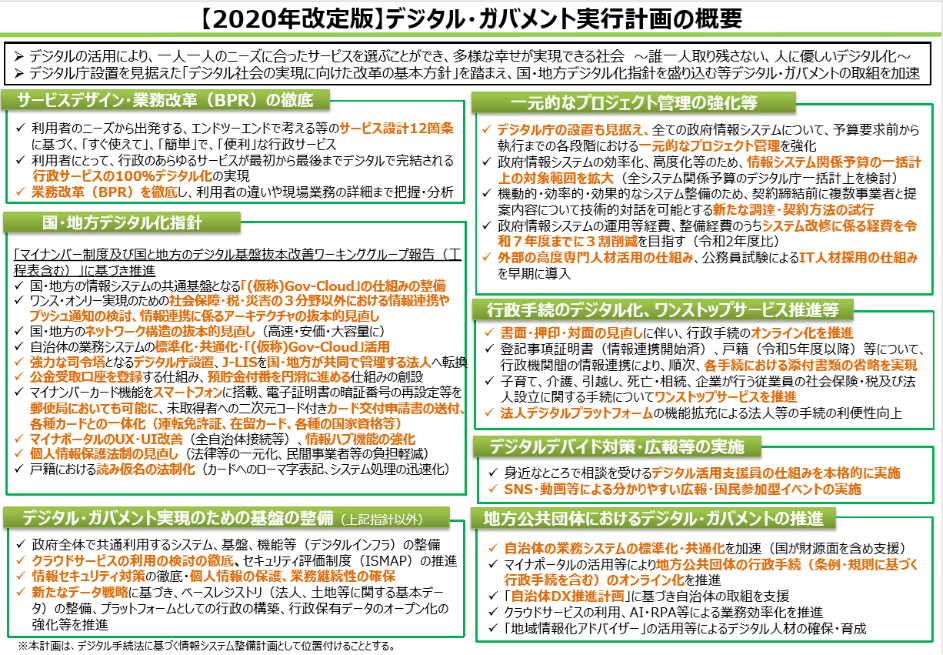 【2020年改定版】デジタル・ガバメント実行計画の概要
➢ デジタルの活用により、一人一人のニーズに合ったサービスを選ぶことができ、多様な幸せが実現できる社会 ～誰一人取り残さない、人に優しいデジタル化～
➢ デジタル庁設置を見据えた「デジタル社会の実現に向けた改革の基本方針」を踏まえ、国・地方デジタル化指針を盛り込む等デジタル・ガバメントの取組を加速
サービスデザイン・業務改革（BPR）の徹底
✓ 利用者のニーズから出発する、エンドツーエンドで考える等のサービス設計12箇条
に基づく、「すぐ使えて」、「簡単」で、「便利」な行政サービス
✓ 利用者にとって、行政のあらゆるサービスが最初から最後までデジタルで完結される
行政サービスの100％デジタル化の実現
✓ 業務改革（BPR）を徹底し、利用者の違いや現場業務の詳細まで把握・分析
国・地方デジタル化指針
「マイナンバー制度及び国と地方のデジタル基盤抜本改善ワーキンググループ報告（工
程表含む）」に基づき推進
✓ 国・地方の情報システムの共通基盤となる「（仮称）Gov-Cloud」の仕組みの整備
✓ ワンス・オンリー実現のための社会保障・税・災害の３分野以外における情報連携や
プッシュ通知の検討、情報連携に係るアーキテクチャの抜本的見直し
✓ 国・地方のネットワーク構造の抜本的見直し（高速・安価・大容量に）
✓ 自治体の業務システムの標準化・共通化・「（仮称）Gov-Cloud」活用
✓ 強力な司令塔となるデジタル庁設置、J-LISを国・地方が共同で管理する法人へ転換
✓ 公金受取口座を登録する仕組み、預貯金付番を円滑に進める仕組みの創設
✓ マイナンバーカード機能をスマートフォンに搭載、電子証明書の暗証番号の再設定等を
郵便局においても可能に、未取得者への二次元コード付きカード交付申請書の送付、
各種カードとの一体化（運転免許証、在留カード、各種の国家資格等）
✓ マイナポータルのUX・UI改善（全自治体接続等）、情報ハブ機能の強化
✓ 個人情報保護法制の見直し（法律等の一元化、民間事業者等の負担軽減）
✓ 戸籍における読み仮名の法制化（カードへのローマ字表記、システム処理の迅速化）
デジタル・ガバメント実現のための基盤の整備（上記指針以外）
✓ 政府全体で共通利用するシステム、基盤、機能等（デジタルインフラ）の整備
✓ クラウドサービスの利用の検討の徹底、セキュリティ評価制度（ISMAP）の推進
✓ 情報セキュリティ対策の徹底・個人情報の保護、業務継続性の確保
✓ 新たなデータ戦略に基づき、ベースレジストリ（法人、土地等に関する基本デー
タ）の整備、プラットフォームとしての行政の構築、行政保有データのオープン化の
強化等を推進
一元的なプロジェクト管理の強化等
✓ デジタル庁の設置も見据え、全ての政府情報システムについて、予算要求前から
執行までの各段階における一元的なプロジェクト管理を強化
✓ 政府情報システムの効率化、高度化等のため、情報システム関係予算の一括計
上の対象範囲を拡大（全システム関係予算のデジタル庁一括計上を検討）
✓ 機動的・効率的・効果的なシステム整備のため、契約締結前に複数事業者と提
案内容について技術的対話を可能とする新たな調達・契約方法の試行
✓ 政府情報システムの運用等経費、整備経費のうちシステム改修に係る経費を令
和７年度までに３割削減を目指す（令和2年度比）
✓ 外部の高度専門人材活用の仕組み、公務員試験によるIT人材採用の仕組み
を早期に導入
行政手続のデジタル化、ワンストップサービス推進等
✓ 書面・押印・対面の見直しに伴い、行政手続のオンライン化を推進
✓ 登記事項証明書（情報連携開始済）、戸籍（令和5年度以降）等について、
行政機関間の情報連携により、順次、各手続における添付書類の省略を実現
✓ 子育て、介護、引越し、死亡・相続、企業が行う従業員の社会保険・税及び法
人設立に関する手続についてワンストップサービスを推進
✓ 法人デジタルプラットフォームの機能拡充による法人等の手続の利便性向上
デジタルデバイド対策・広報等の実施
✓ 身近なところで相談を受けるデジタル活用支援員の仕組みを本格的に実施
✓ SNS・動画等による分かりやすい広報・国民参加型イベントの実施
地方公共団体におけるデジタル・ガバメントの推進
✓ 自治体の業務システムの標準化・共通化を加速（国が財源面を含め支援）
✓ マイナポータルの活用等により地方公共団体の行政手続（条例・規則に基づく
行政手続を含む）のオンライン化を推進
✓ 「自治体DX推進計画」に基づき自治体の取組を支援
✓ クラウドサービスの利用、AI・RPA等による業務効率化を推進
✓ 「地域情報化アドバイザー」の活用等によるデジタル人材の確保・育成
※本計画は、デジタル手続法に基づく情報システム整備計画として位置付けることとする。